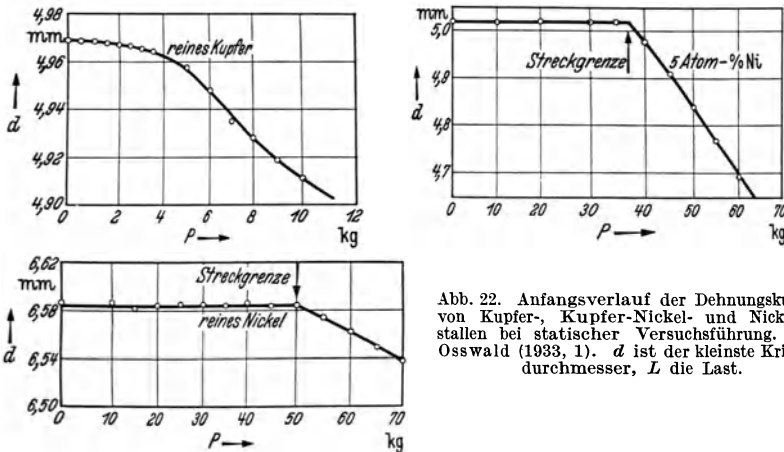 4,98
mm
4,96
d
4,94
4,92
4,90
reines Kupfer
0 2 4 6 8 10 12
P kg
mm
5,0
4,9
d
4,8
4,7
Streckgrenze
5 Atom-%Ni
0 10 20 30 40 50 60 70
P kg
6,62
mm
6,58
d
6,54
6,50
Streckgrenze
reines Nickel
0 10 20 30 40 50 60 70
P kg
Abb. 22. Anfangsverlauf der Dehnungsku
von Kupfer-, Kupfer-Nickel- und Nick
stallen bei statischer Versuchsführung.
Osswald (1933, 1). d ist der kleinste Kri
durchmesser, L die Last.